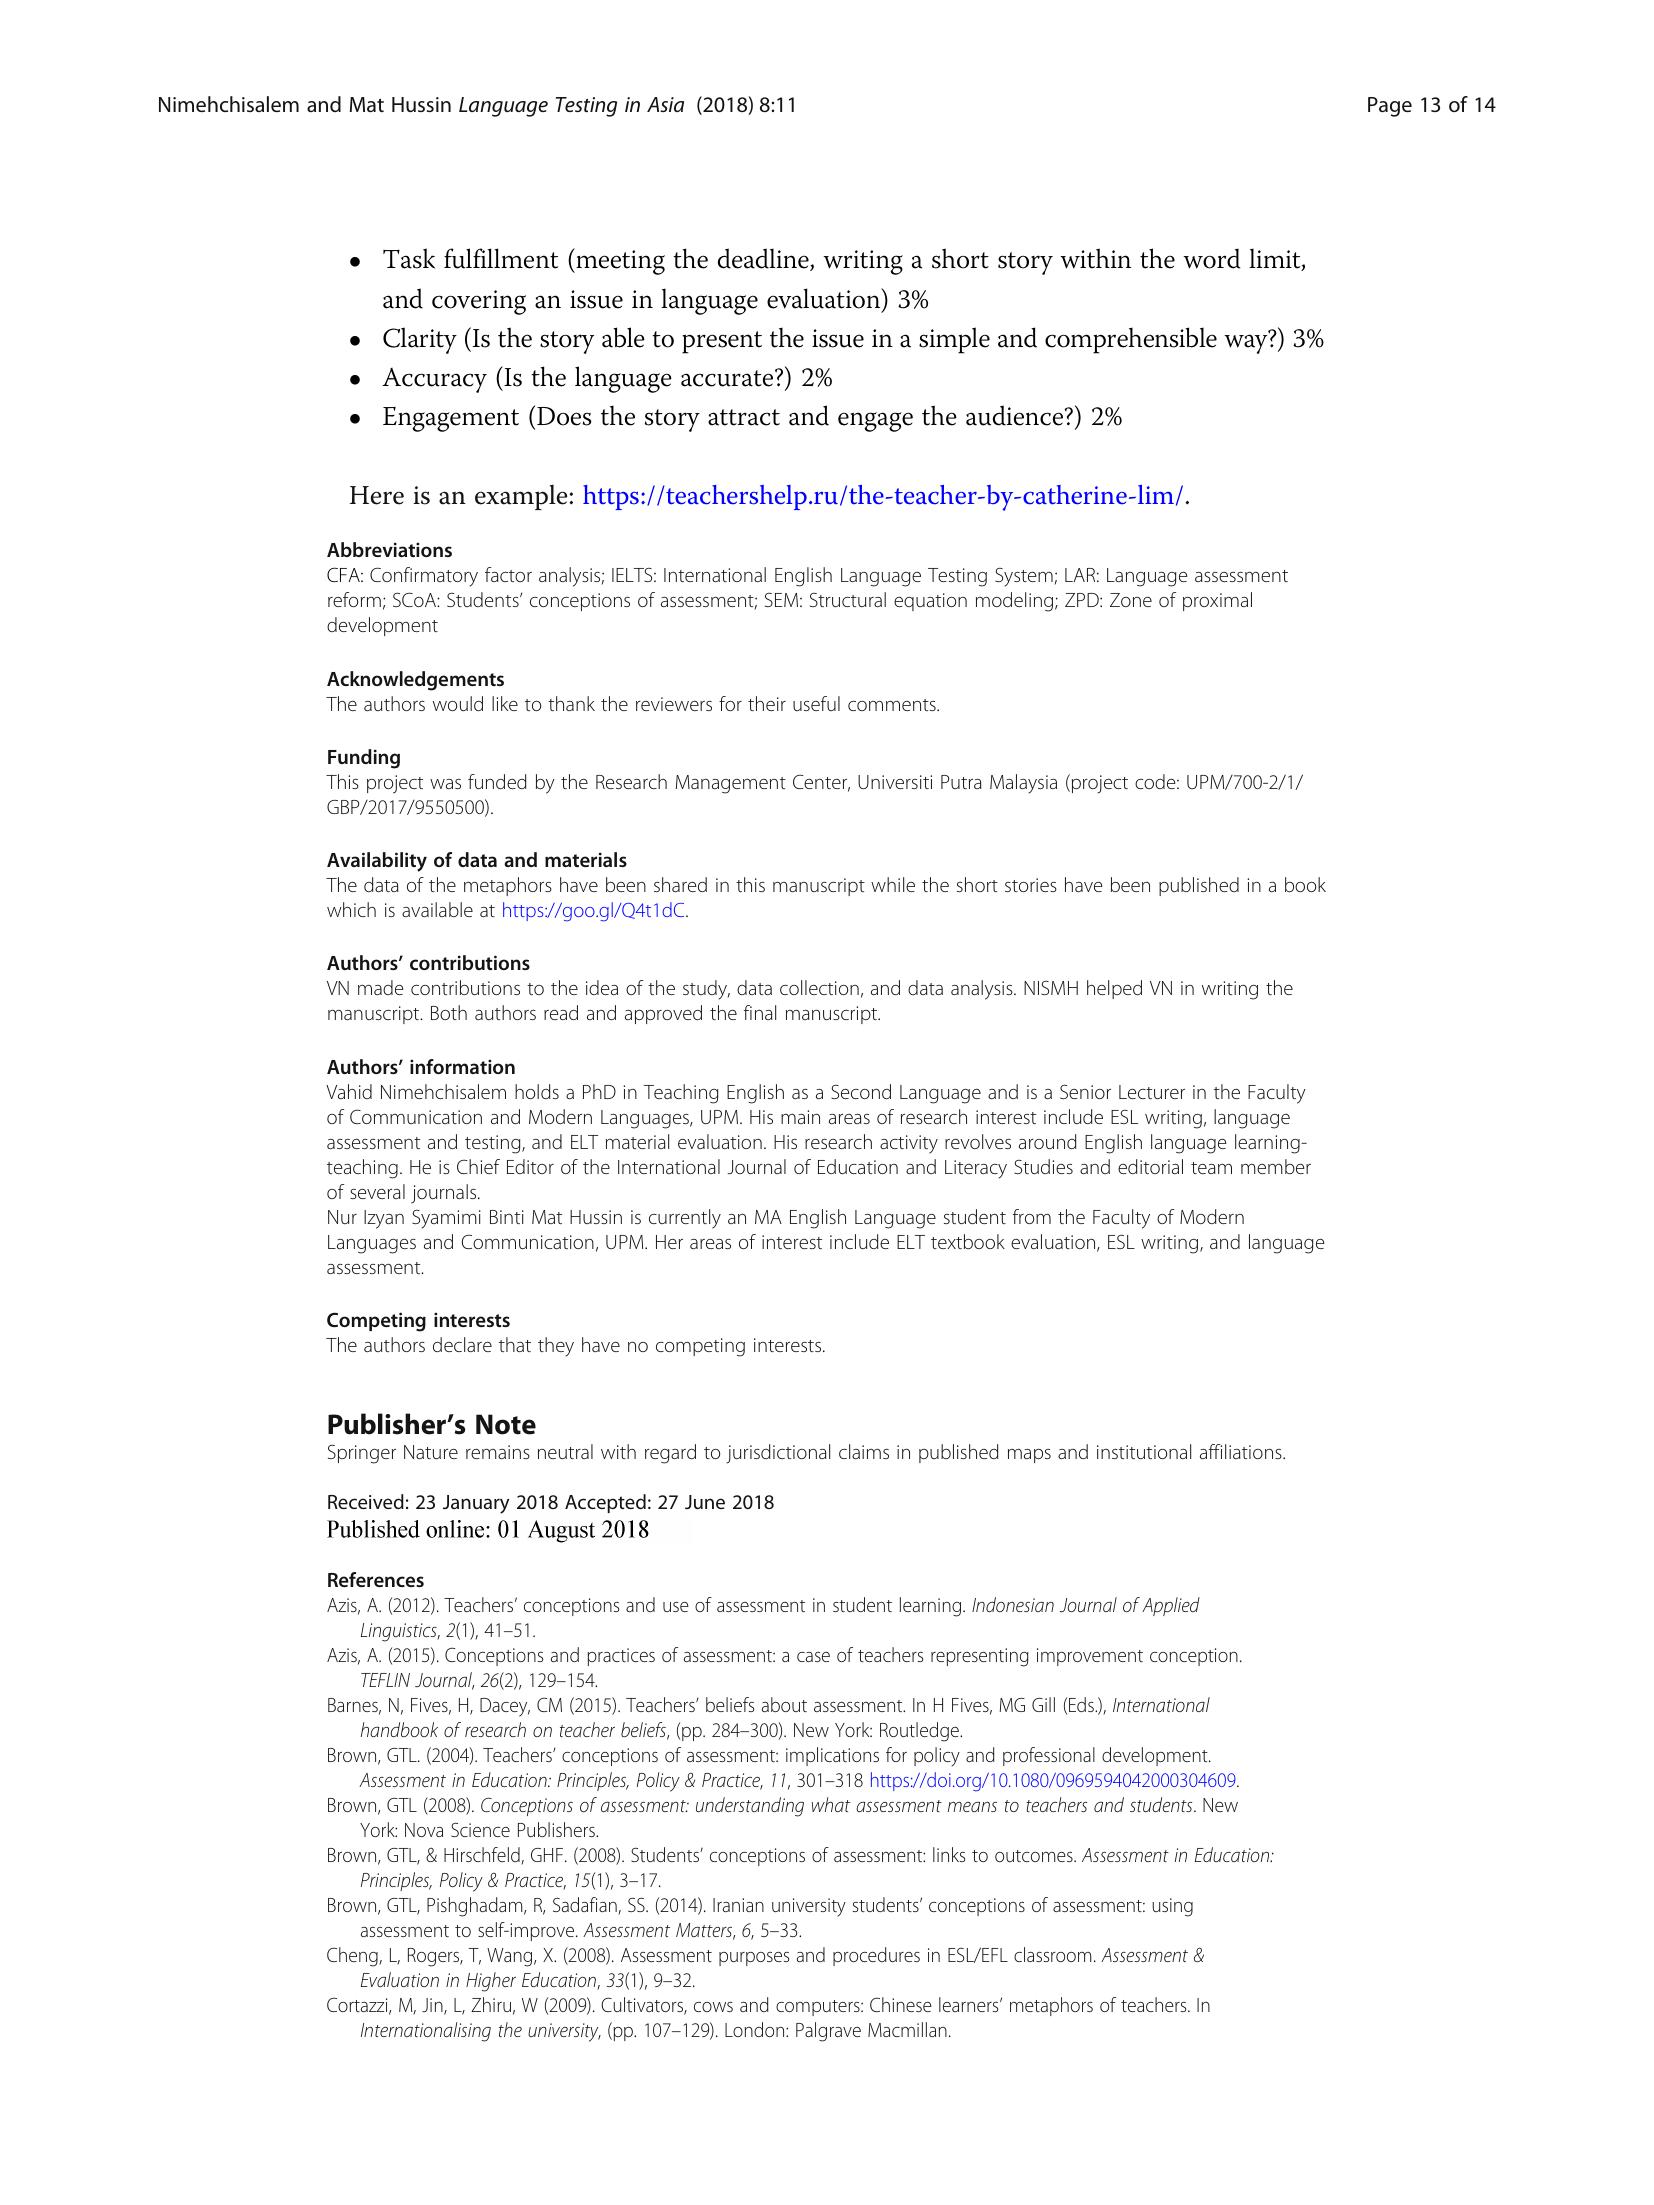 Nimehchisalem and Mat Hussin Language Testing in Asia (2018) 8:11
Page 13 of 14
• Task fulfillment (meeting the deadline, writing a short story within the word limit,
and covering an issue in language evaluation) 3%
• Clarity (Is the story able to present the issue in a simple and comprehensible way?) 3%
• Accuracy (Is the language accurate?) 2%
• Engagement (Does the story attract and engage the audience?) 2%
Here is an example: https://teachershelp.ru/the-teacher-by-catherine-lim/.
Abbreviations
CFA: Confirmatory factor analysis; IELTS: International English Language Testing System; LAR: Language assessment
reform; SCoA: Students’ conceptions of assessment; SEM: Structural equation modeling; ZPD: Zone of proximal
development
Acknowledgements
The authors would like to thank the reviewers for their useful comments.
Funding
This project was funded by the Research Management Center, Universiti Putra Malaysia (project code: UPM/700-2/1/
GBP/2017/9550500).
Availability of data and materials
The data of the metaphors have been shared in this manuscript while the short stories have been published in a book
which is available at https://goo.gl/Q4t1dC.
Authors’ contributions
VN made contributions to the idea of the study, data collection, and data analysis. NISMH helped VN in writing the
manuscript. Both authors read and approved the final manuscript.
Authors’ information
Vahid Nimehchisalem holds a PhD in Teaching English as a Second Language and is a Senior Lecturer in the Faculty
of Communication and Modern Languages, UPM. His main areas of research interest include ESL writing, language
assessment and testing, and ELT material evaluation. His research activity revolves around English language learning-
teaching. He is Chief Editor of the International Journal of Education and Literacy Studies and editorial team member
of several journals.
Nur Izyan Syamimi Binti Mat Hussin is currently an MA English Language student from the Faculty of Modern
Languages and Communication, UPM. Her areas of interest include ELT textbook evaluation, ESL writing, and language
assessment.
Competing interests
The authors declare that they have no competing interests.
Publisher’s Note
Springer Nature remains neutral with regard to jurisdictional claims in published maps and institutional affiliations.
Received: 23 January 2018 Accepted: 27 June 2018
Published online: 01 August 2018
References
Azis, A. (2012). Teachers’ conceptions and use of assessment in student learning. Indonesian Journal of Applied
Linguistics, 2(1), 41–51.
Azis, A. (2015). Conceptions and practices of assessment: a case of teachers representing improvement conception.
TEFLIN Journal, 26(2), 129–154.
Barnes, N, Fives, H, Dacey, CM (2015). Teachers’ beliefs about assessment. In H Fives, MG Gill (Eds.), International
handbook of research on teacher beliefs, (pp. 284–300). New York: Routledge.
Brown, GTL. (2004). Teachers’ conceptions of assessment: implications for policy and professional development.
Assessment in Education: Principles, Policy & Practice, 11, 301–318 https://doi.org/10.1080/0969594042000304609.
Brown, GTL (2008). Conceptions of assessment: understanding what assessment means to teachers and students. New
York: Nova Science Publishers.
Brown, GTL, & Hirschfeld, GHF. (2008). Students’ conceptions of assessment: links to outcomes. Assessment in Education:
Principles, Policy & Practice, 15(1), 3–17.
Brown, GTL, Pishghadam, R, Sadafian, SS. (2014). Iranian university students’ conceptions of assessment: using
assessment to self-improve. Assessment Matters, 6, 5–33.
Cheng, L, Rogers, T, Wang, X. (2008). Assessment purposes and procedures in ESL/EFL classroom. Assessment &
Evaluation in Higher Education, 33(1), 9–32.
Cortazzi, M, Jin, L, Zhiru, W (2009). Cultivators, cows and computers: Chinese learners’ metaphors of teachers. In
Internationalising the university, (pp. 107–129). London: Palgrave Macmillan.